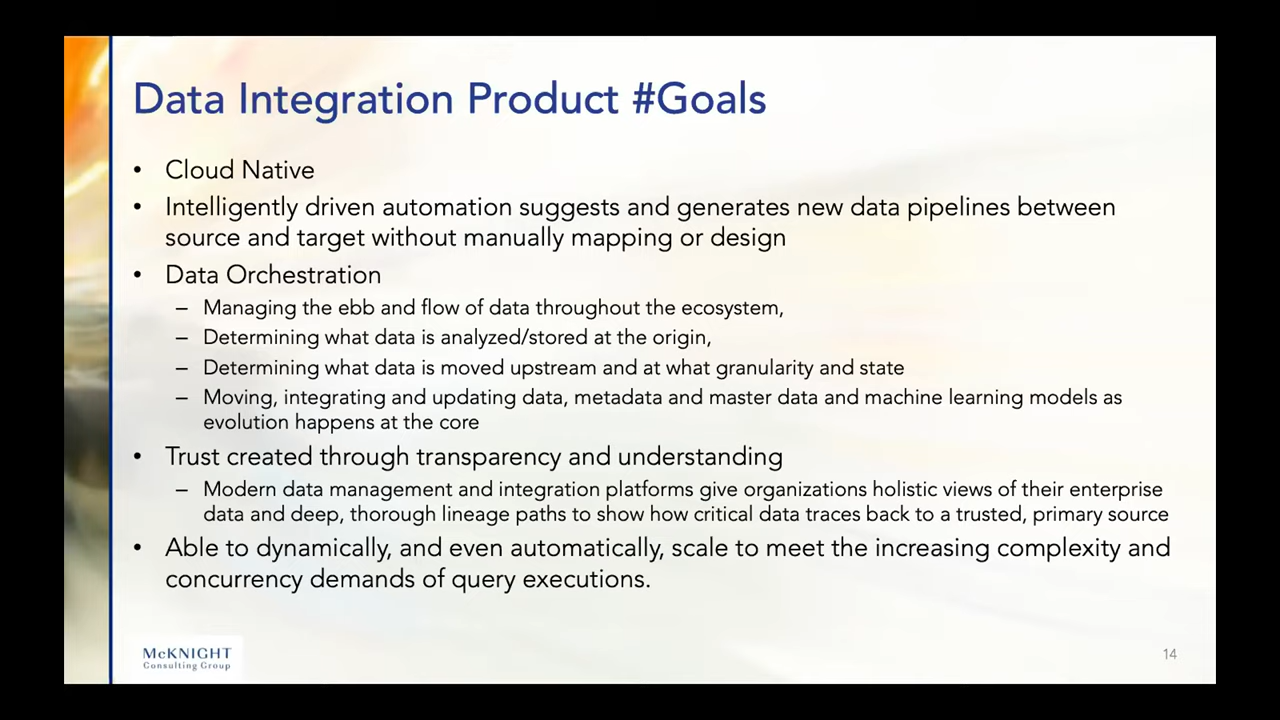 Data Integration Product #Goals
• Cloud Native
• Intelligently driven automation suggests and generates new data pipelines between
source and target without manually mapping or design
• Data Orchestration
– Managing the ebb and flow of data throughout the ecosystem,
– Determining what data is analyzed/stored at the origin,
– Determining what data is moved upstream and at what granularity and state
– Moving, integrating and updating data, metadata and master data and machine learning models as
evolution happens at the core
• Trust created through transparency and understanding
– Modern data management and integration platforms give organizations holistic views of their enterprise
data and deep, thorough lineage paths to show how critical data traces back to a trusted, primary source
• Able to dynamically, and even automatically, scale to meet the increasing complexity and
concurrency demands of query executions.
McKNIGHT
Consulting Group
14